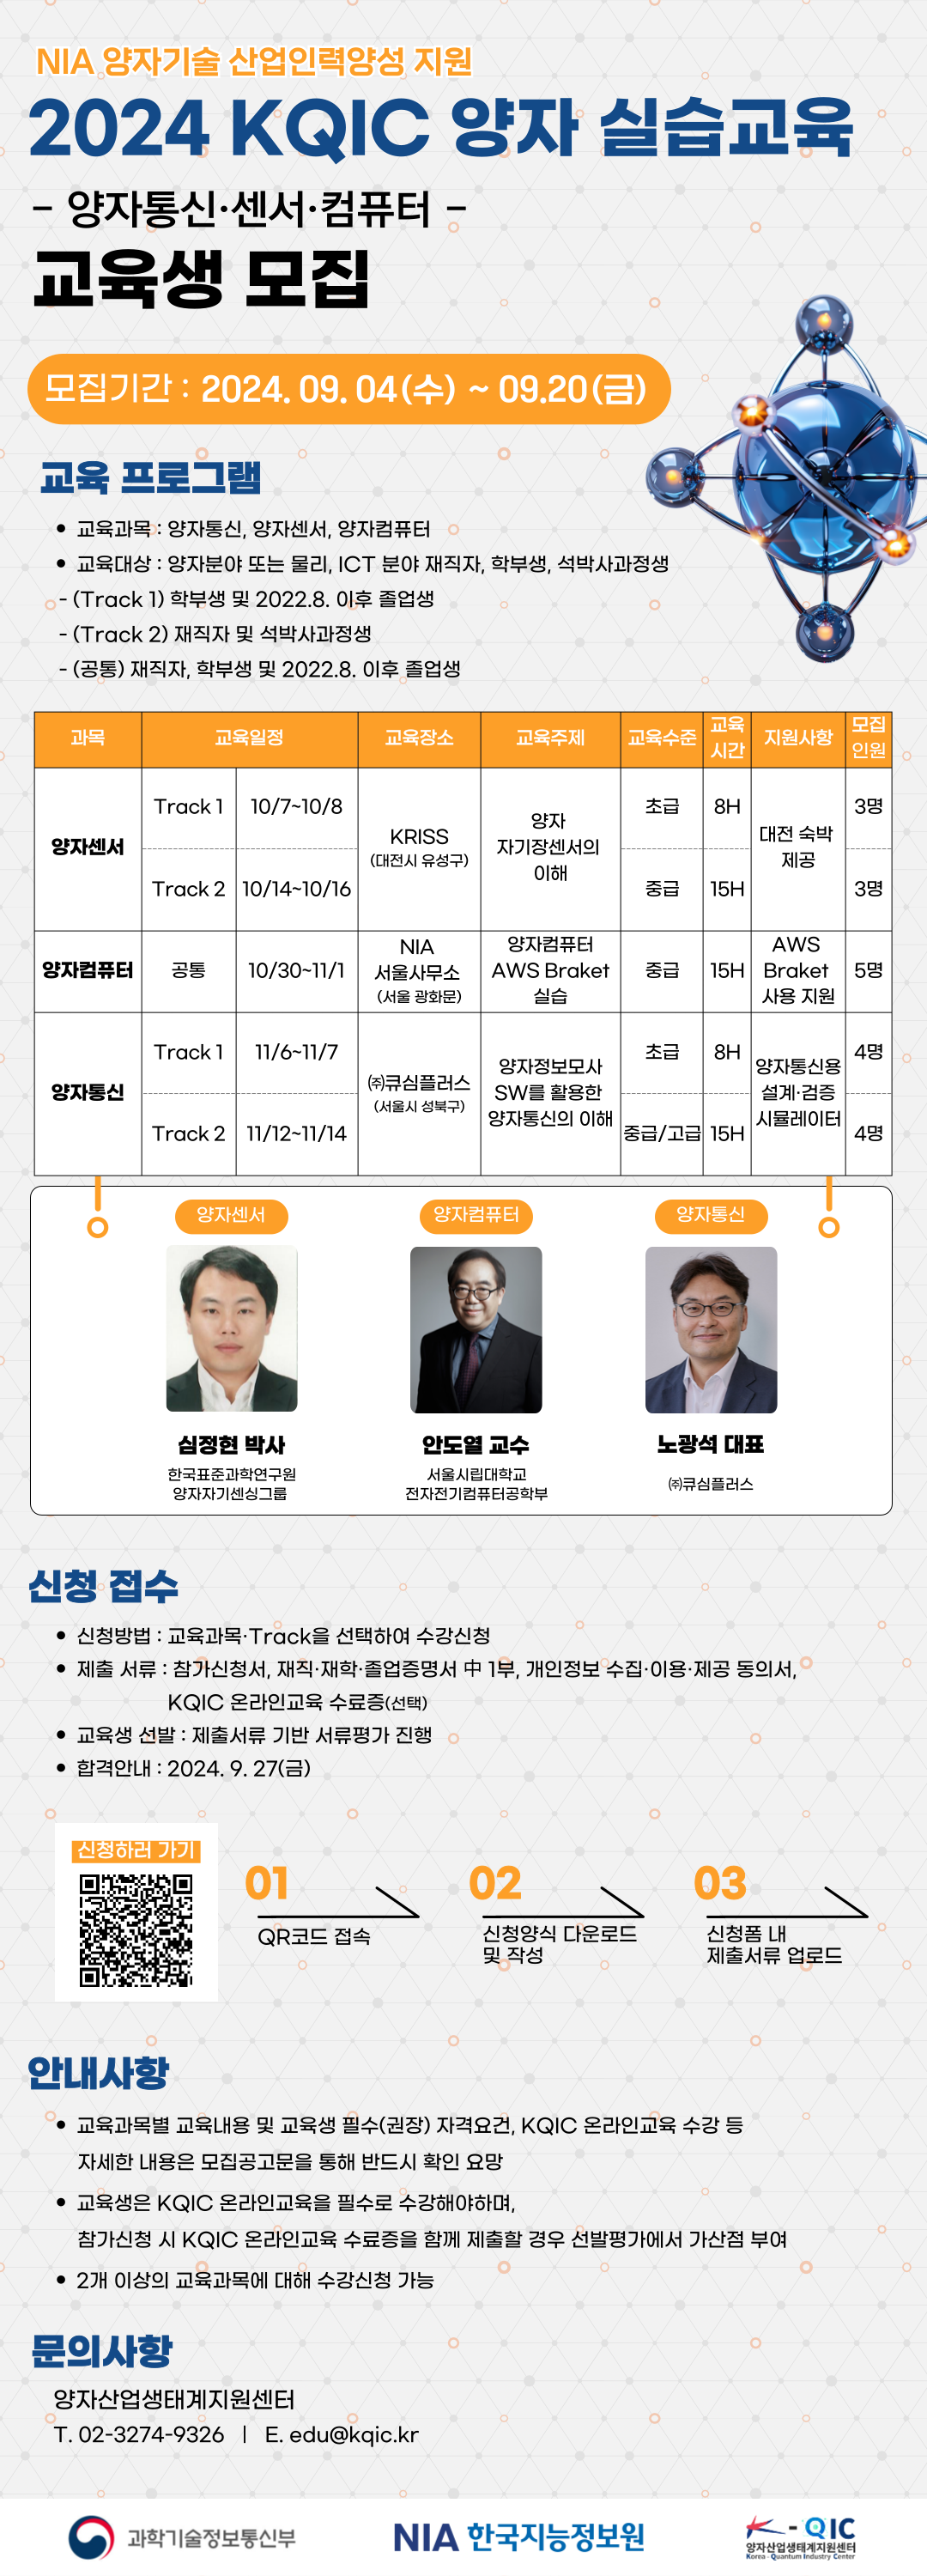 NIA 양자기술 산업인력양성 지원
2024 KQIC 양자 실습교육
- 양자통신·센서·컴퓨터 -
교육생 모집
모집기간 : 2024. 09. 04(수) ~ 09.20(금)
교육 프로그램
• 교육과목 : 양자통신, 양자센서, 양자컴퓨터
• 교육대상 : 양자분야 또는 물리, ICT 분야 재직자, 학부생, 석박사과정생
- (Track 1) 학부생 및 2022.8. 이후 졸업생
- (Track 2) 재직자 및 석박사과정생
- (공통) 재직자, 학부생 및 2022.8. 이후 졸업생
과목 교육일정 교육장소 교육주제 교육수준 교육 시간 지원사항 모집 인원
양자센서
Track 1 10/7~10/8
KRISS
(대전시 유성구)
양자
자기장센서의
이해
초급 8H
대전 숙박
제공
3명
Track 2 10/14~10/16 중급 15H 3명
양자컴퓨터 공통 10/30~11/1
NIA
서울사무소
(서울 광화문)
양자컴퓨터
AWS Braket
실습
중급 15H
AWS
Braket
사용 지원
5명
양자통신
Track 1 11/6~11/7
㈜큐심플러스
(서울시 성북구)
양자정보모사
SW를 활용한
양자통신의 이해
초급 8H
양자통신용
설계·검증
시뮬레이터
4명
Track 2 11/12~11/14 중급/고급 15H 4명
양자센서 양자컴퓨터 양자통신
심정현 박사 안도열 교수 노광석 대표
한국표준과학연구원
양자자기센싱그룹
서울시립대학교
전자전기컴퓨터공학부
㈜큐심플러스
신청 접수
• 신청방법 : 교육과목·Track을 선택하여 수강신청
• 제출 서류 : 참가신청서, 재직·재학·졸업증명서 中 1부, 개인정보 수집·이용·제공 동의서,
KQIC 온라인교육 수료증(선택)
• 교육생 선발 : 제출서류 기반 서류평가 진행
• 합격안내 : 2024. 9. 27(금)
신청하러 가기
01
QR코드 접속
02
신청양식 다운로드
및 작성
03
신청폼 내
제출서류 업로드
안내사항
• 교육과목별 교육내용 및 교육생 필수(권장) 자격요건, KQIC 온라인교육 수강 등
자세한 내용은 모집공고문을 통해 반드시 확인 요망
• 교육생은 KQIC 온라인교육을 필수로 수강해야하며,
참가신청 시 KQIC 온라인교육 수료증을 함께 제출할 경우 선발평가에서 가산점 부여
• 2개 이상의 교육과목에 대해 수강신청 가능
문의사항
양자산업생태계지원센터
T. 02-3274-9326 | E. edu@kqic.kr
과학기술정보통신부
NIA 한국지능정보원
K-QIC
양자산업생태계지원센터
Korea - Quantum Industry Center